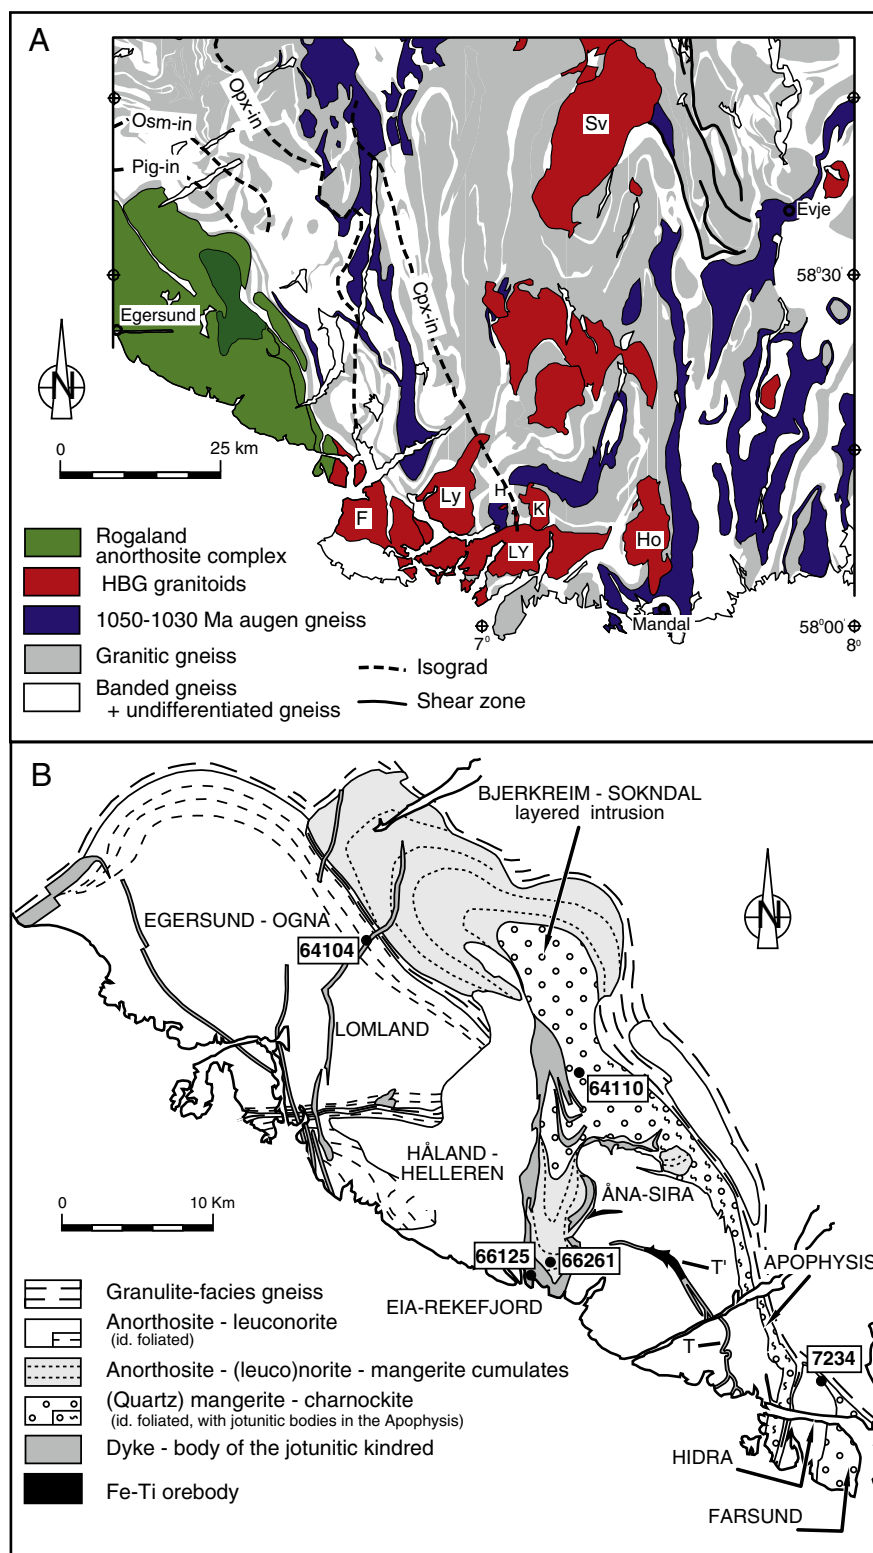 A
Opx-in
Osm-in
Pig-in
Sv
Evje
58°30'
Cpx-in
Egersund
N
0 25 km
Ly
H
K
F
LY
Ho
Rogaland
anorthosite complex
HBG granitoids
1050-1030 Ma augen gneiss
Mandal
7°
58°00'
8°
Granitic gneiss
Banded gneiss
+ undifferentiated gneiss
Isograd
Shear zone
B
BJERKREIM - SOKNDAL
layered intrusion
N
EGERSUND - OGNA
64104
LOMLAND
64110
HÅLAND -
HELLEREN
ÅNA-SIRA
0 10 Km
66125
66261
T'
APOPHYSIS
EIA-REKEFJORD
T
7234
Granulite-facies gneiss
Anorthosite - leuconorite
(id. foliated)
Anorthosite - (leuco)norite - mangerite cumulates
(Quartz) mangerite - charnockite
(id. foliated, with jotunitic bodies in the Apophysis)
Dyke - body of the jotunitic kindred
Fe-Ti orebody
HIDRA
FARSUND